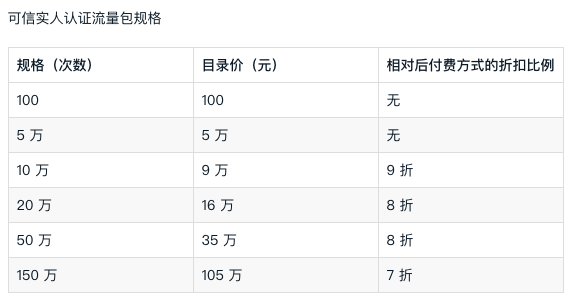 可信实人认证流量包规格
规格（次数） 目录价（元） 相对后付费方式的折扣比例
100 100 无
5 万 5 万 无
10 万 9 万 9 折
20 万 16 万 8 折
50 万 35 万 8 折
150 万 105 万 7 折